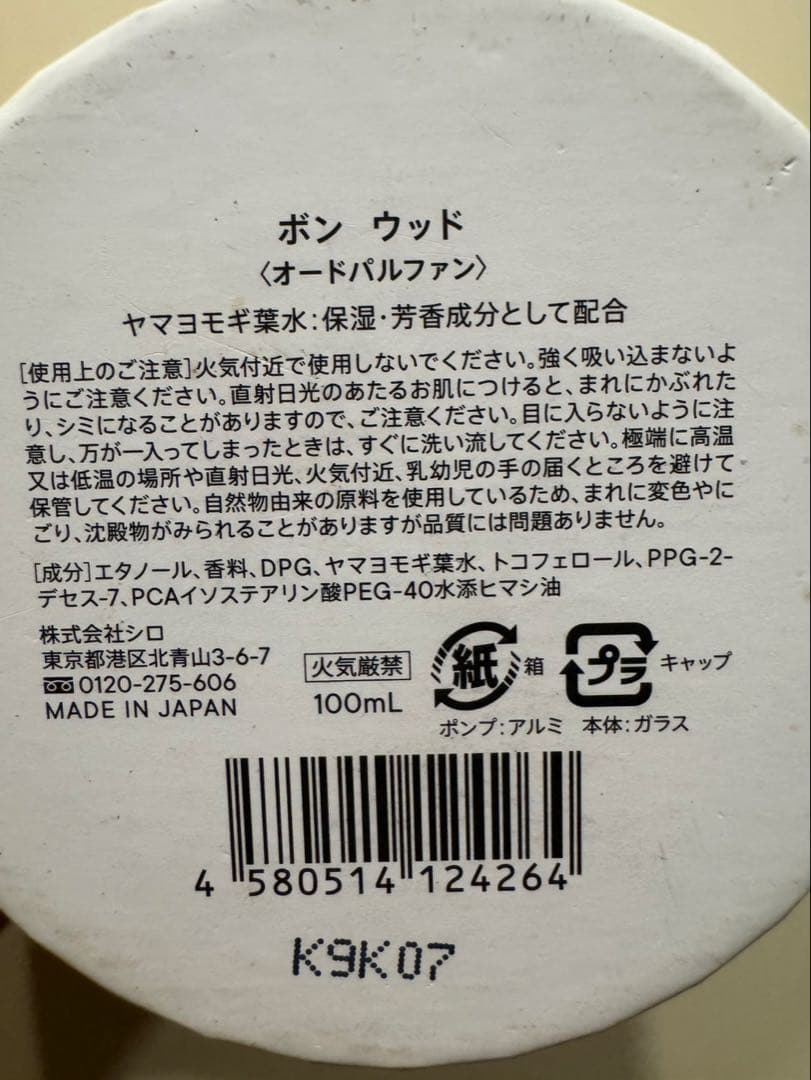 ボン ウッド
〈オードパルファン〉
ヤマヨモギ葉水:保湿・芳香成分として配合
[使用上のご注意]火気付近で使用しないでください。強く吸い込まないよ
うにご注意ください。直射日光のあたるお肌につけると、まれにかぶれた
り、シミになることがありますので、ご注意ください。目に入らないように注
意し、万が一入ってしまったときは、すぐに洗い流してください。極端に高温
又は低温の場所や直射日光、火気付近、乳幼児の手の届くところを避けて
保管してください。自然物由来の原料を使用しているため、まれに変色やに
ごり、沈殿物がみられることがありますが品質には問題ありません。
[成分]エタノール、香料、DPG、ヤマヨモギ葉水、トコフェロール、PPG-2-
デセス-7、PCAイソステアリン酸PEG-40水添ヒマシ油
株式会社シロ
東京都港区北青山3-6-7
0120-275-606
MADE IN JAPAN
火気厳禁
100mL
紙 箱
プラ キャップ
ポンプ:アルミ 本体:ガラス
4 580514 124264
K9K07